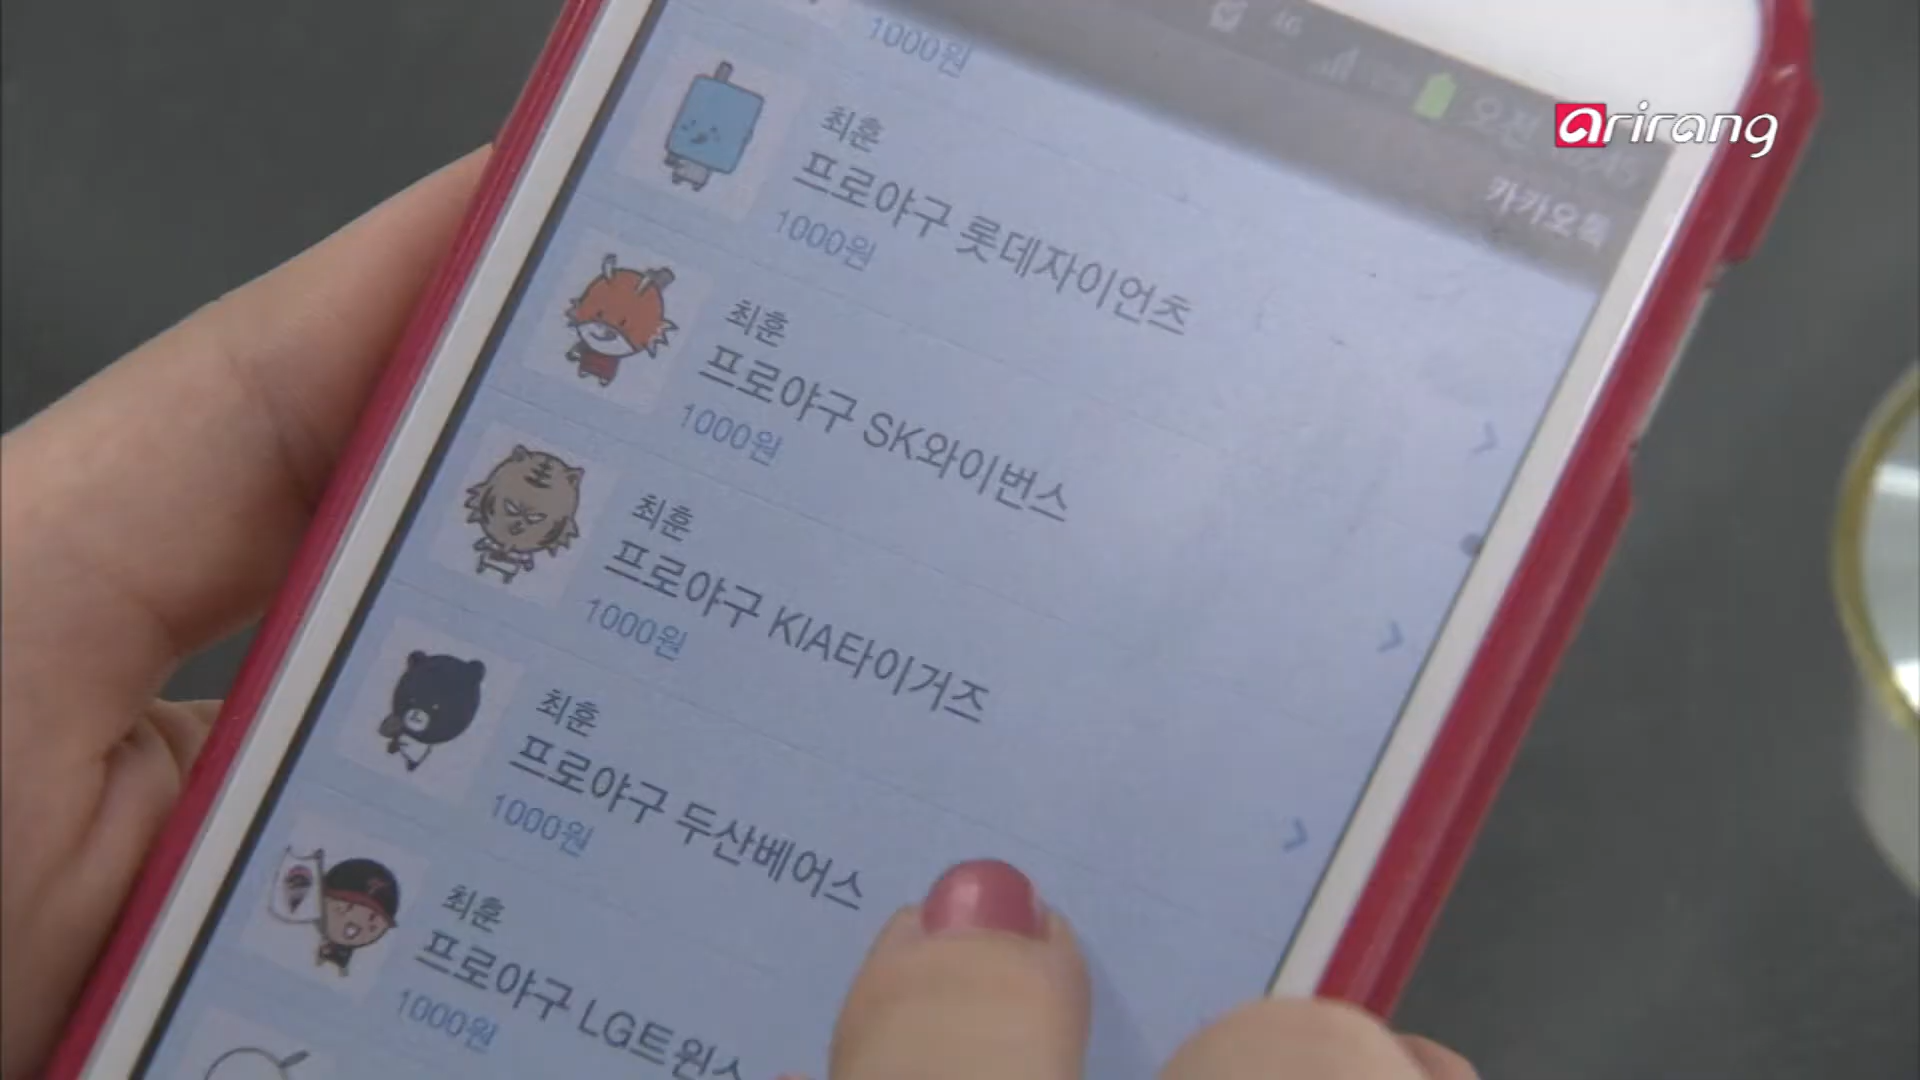 1000원
arirang
카카오톡
최훈
프로야구 롯데자이언츠
1000원
최훈
프로야구 SK와이번스
1000원
최훈
프로야구 KIA타이거즈
1000원
최훈
프로야구 두산베어스
1000원
최훈
프로야구 LG트윈스
1000원